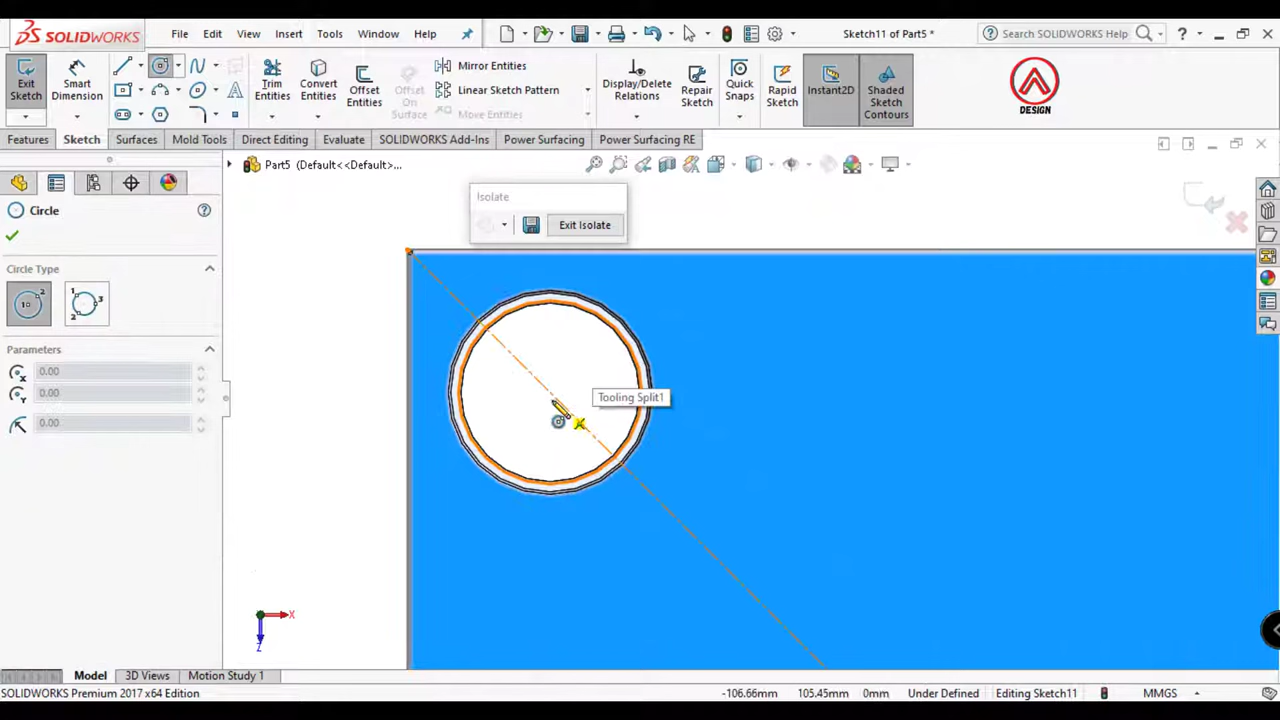 SOLIDWORKS
File
Edit
View
Insert
Tools
Window
Help
Sketch11 of Part5 *
Search SOLIDWORKS Help
?
Exit Sketch
Smart Dimension
Trim Entities
Convert Entities
Offset Entities
Offset On Surface
Mirror Entities
Linear Sketch Pattern
Move Entities
Display/Delete Relations
Repair Sketch
Quick Snaps
Rapid Sketch
Instant2D
Shaded Sketch Contours
DESIGN
Features
Sketch
Surfaces
Mold Tools
Direct Editing
Evaluate
SOLIDWORKS Add-Ins
Power Surfacing
Power Surfacing RE
Part5 (Default<<Default>...
Circle
Circle Type
Parameters
0.00
0.00
0.00
Isolate
Exit Isolate
Tooling Split1
X
Z
Model
3D Views
Motion Study 1
SOLIDWORKS Premium 2017 x64 Edition
-106.66mm
105.45mm
0mm
Under Defined
Editing Sketch11
MMGS